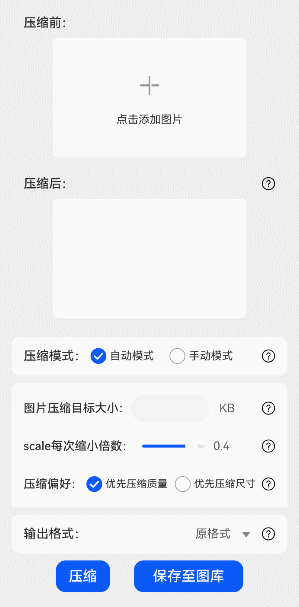 压缩前：
点击添加图片
压缩后：
压缩模式： 自动模式 手动模式
图片压缩目标大小： KB
scale每次缩小倍数： 0.4
压缩偏好： 优先压缩质量 优先压缩尺寸
输出格式： 原格式
压缩 保存至图库